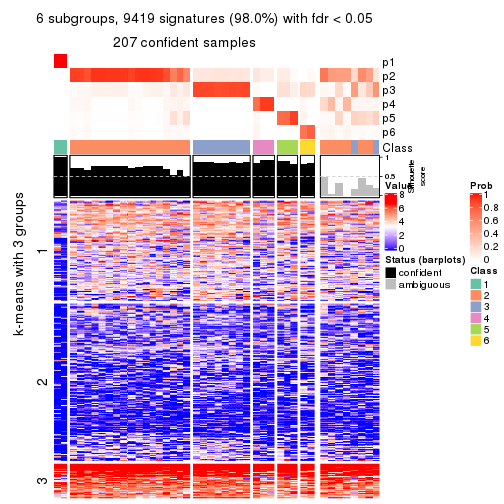 6 subgroups, 9419 signatures (98.0%) with fdr < 0.05
207 confident samples
p1
p2
p3
p4
p5
p6
Class
1
0.5
0
Silhouette
score
k-means with 3 groups
1
2
3
Value
8
6
4
2
0
Status (barplots)
confident
ambiguous
Prob
1
0.8
0.6
0.4
0.2
0
Class
1
2
3
4
5
6